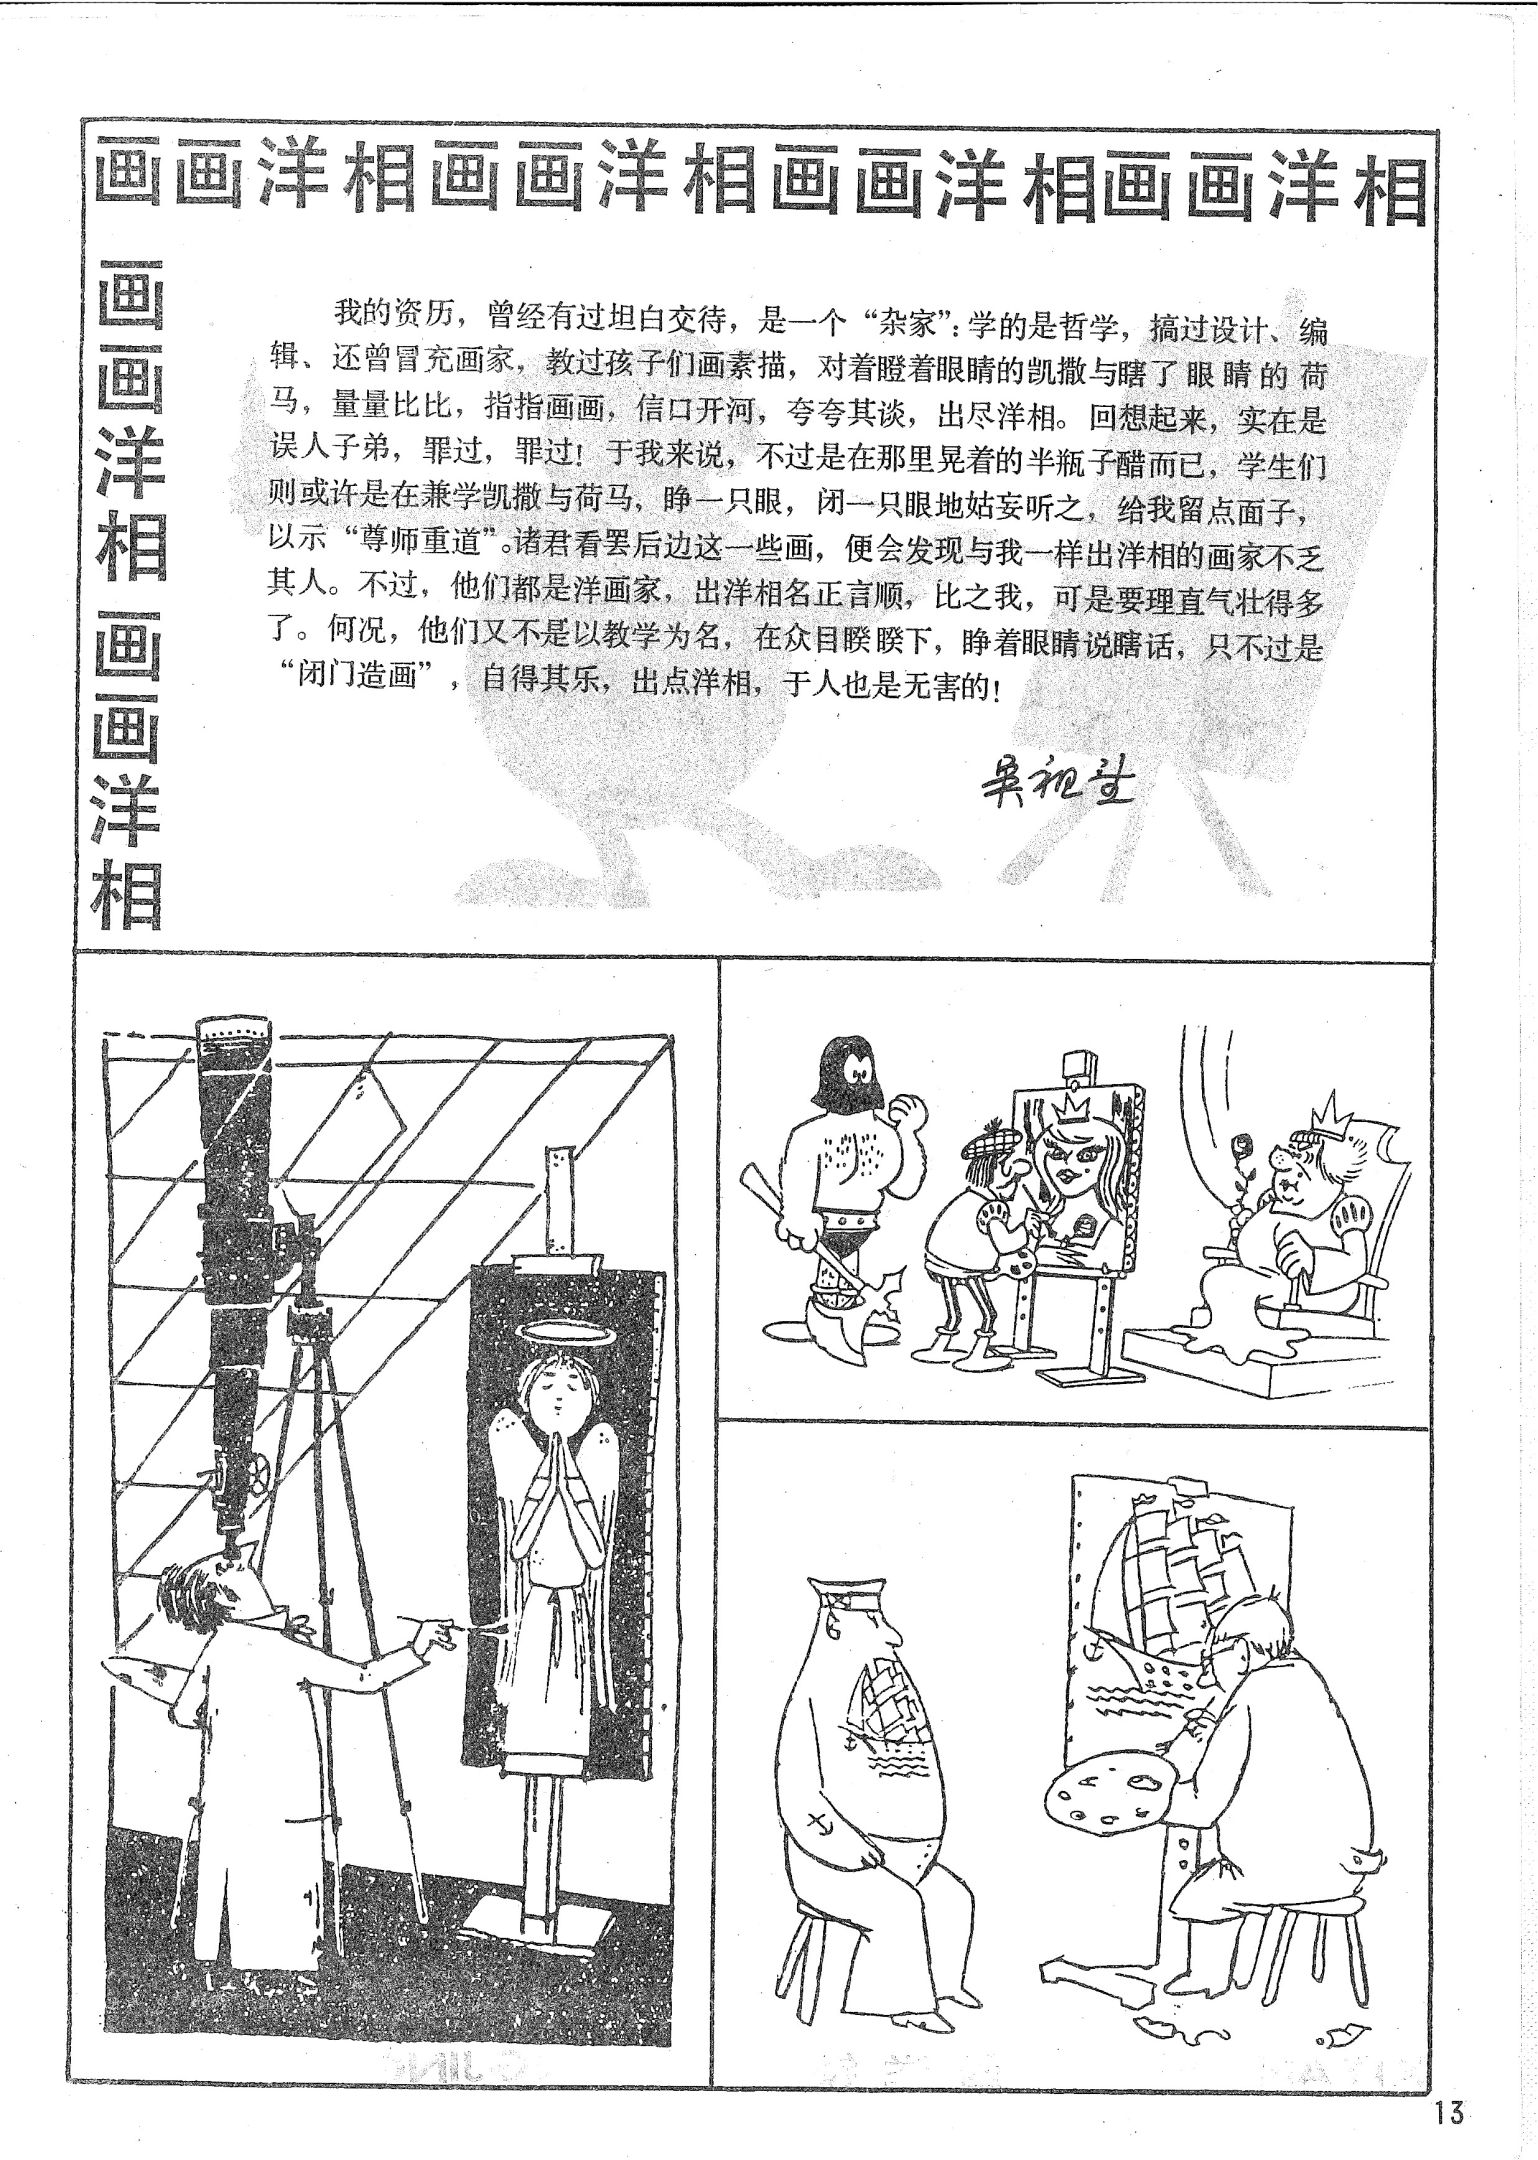 画画洋相画画洋相画画洋相画画洋相
画画洋相画画洋相
我的资历，曾经有过坦白交待，是一个“杂家”：学的是哲学，搞过设计、编
辑、还曾冒充画家，教过孩子们画素描，对着瞪着眼睛的凯撒与瞎了眼睛的荷
马，量量比比，指指画画，信口开河，夸夸其谈，出尽洋相。回想起来，实在是
误人子弟，罪过，罪过！于我来说，不过是在那里晃着的半瓶子醋而已，学生们
则或许是在兼学凯撒与荷马，睁一只眼，闭一只眼地姑妄听之，给我留点面子，
以示“尊师重道”。诸君看罢后边这一些画，便会发现与我一样出洋相的画家不乏
其人。不过，他们都是洋画家，出洋相名正言顺，比之我，可是要理直气壮得多
了。何况，他们又不是以教学为名，在众目睽睽下，睁着眼睛说瞎话，只不过是
“闭门造画”，自得其乐，出点洋相，于人也是无害的！
吴祖
13